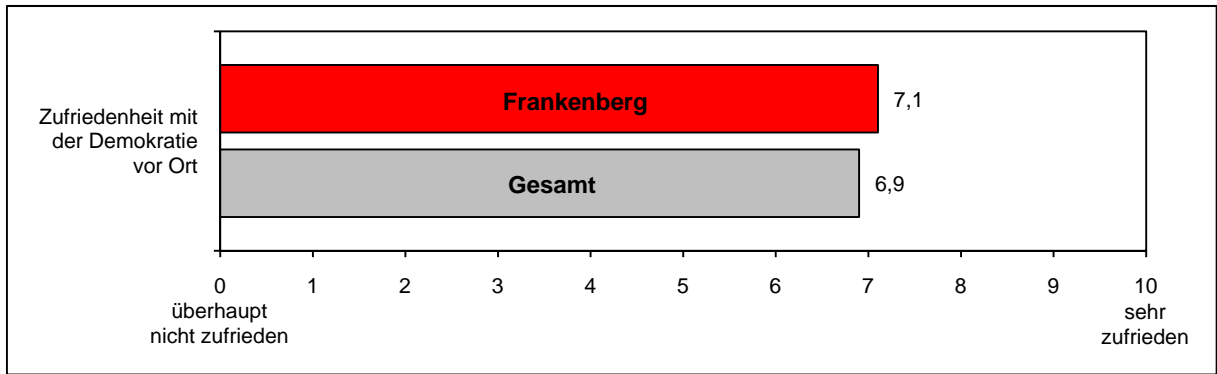 Zufriedenheit mit
der Demokratie
vor Ort
Frankenberg
7,1
Gesamt
6,9
0 1 2 3 4 5 6 7 8 9 10
überhaupt
nicht zufrieden
sehr
zufrieden